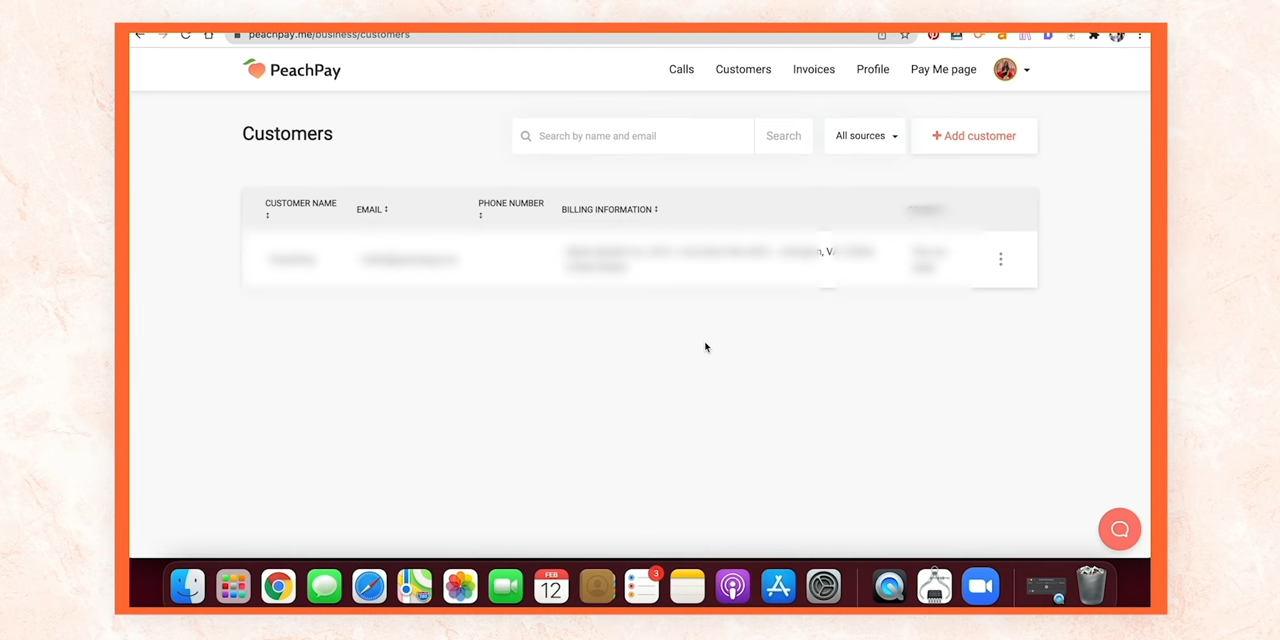 peachpay.me/business/customers
PeachPay
Calls Customers Invoices Profile Pay Me page
Customers
Search by name and email Search All sources + Add customer
CUSTOMER NAME EMAIL PHONE NUMBER BILLING INFORMATION
, V
FEB
12
3